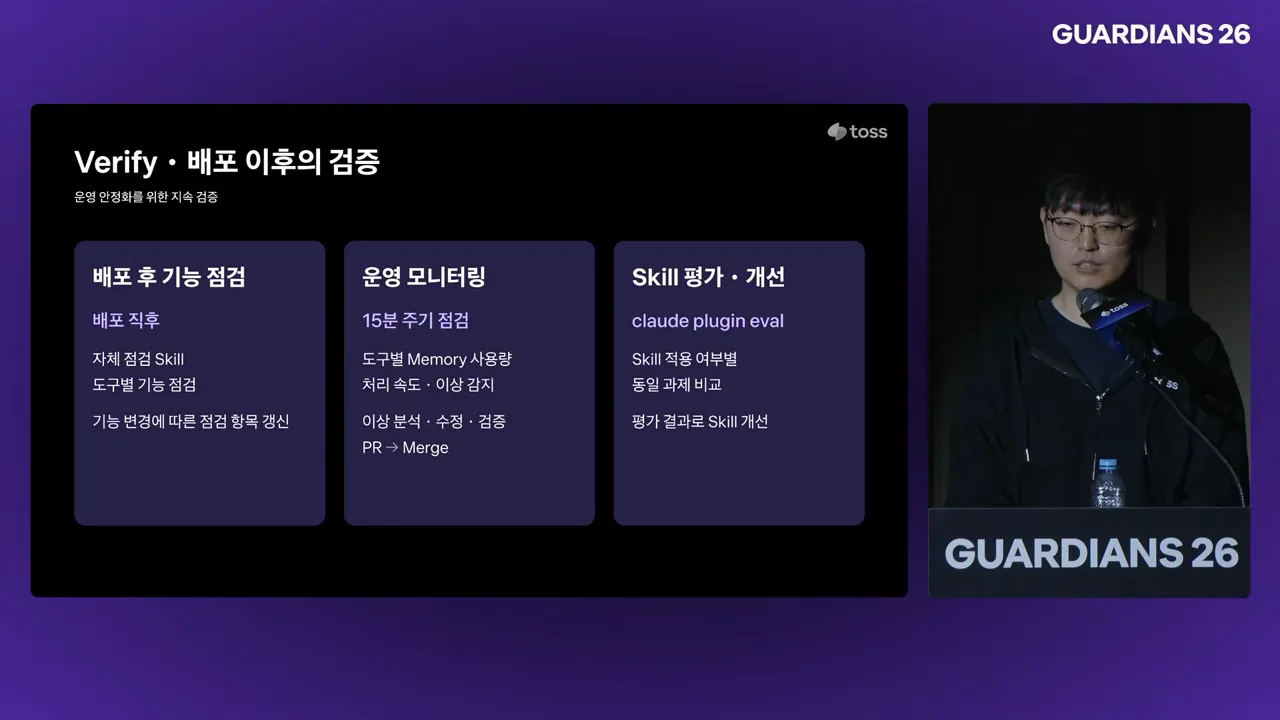 GUARDIANS 26
toss
Verify · 배포 이후의 검증
운영 안정화를 위한 지속 검증
배포 후 기능 점검
배포 직후
자체 점검 Skill
도구별 기능 점검
기능 변경에 따른 점검 항목 갱신
운영 모니터링
15분 주기 점검
도구별 Memory 사용량
처리 속도 · 이상 감지
이상 분석 · 수정 · 검증
PR → Merge
Skill 평가 · 개선
claude plugin eval
Skill 적용 여부별
동일 과제 비교
평가 결과로 Skill 개선
toss
GUARDIANS 26